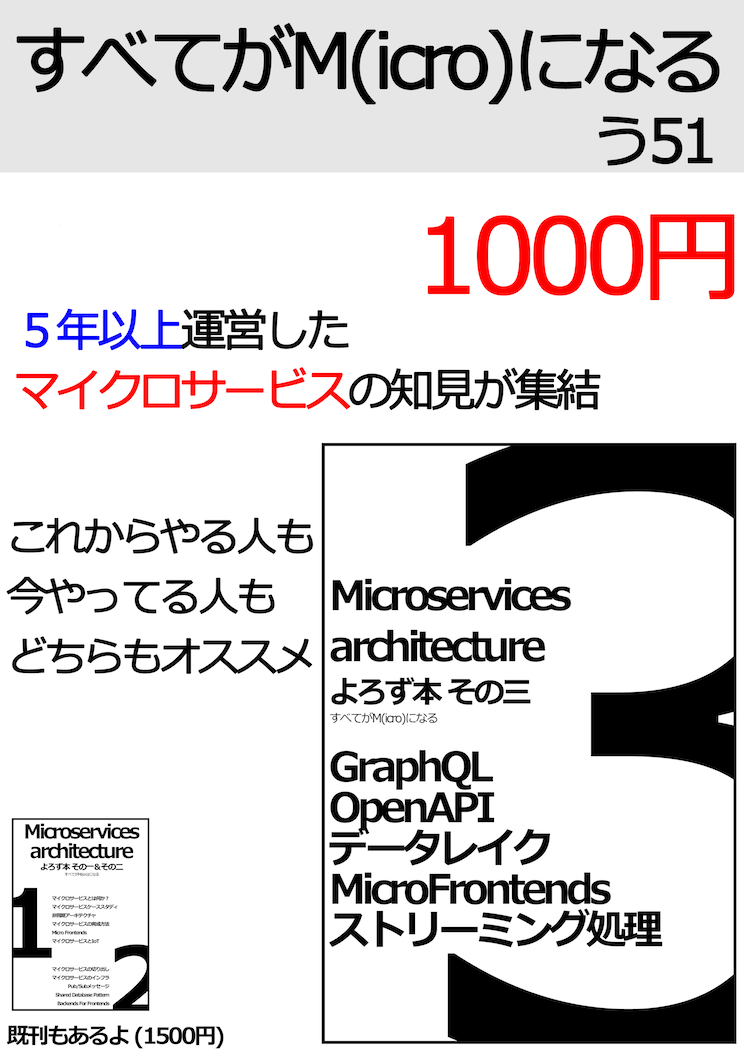 すべてがM(icro)になる
う51
1000円
５年以上運営した
マイクロサービスの知見が集結
これからやる人も
今やってる人も
どちらもオススメ
3
Microservices
architecture
よろず本 その三
すべてがM(icro)になる
GraphQL
OpenAPI
データレイク
MicroFrontends
ストリーミング処理
Microservices
architecture
よろず本 その一＆その二
すべてがM(icro)になる
1
マイクロサービスとは何か？
マイクロサービスケーススタディ
非同期アーキテクチャ
マイクロサービスの育成方法
Micro Frontends
マイクロサービスとIoT
2
マイクロサービスの切り出し
マイクロサービスのインフラ
Pub/Subメッセージ
Shared Database Pattern
Backends For Frontends
既刊もあるよ (1500円)